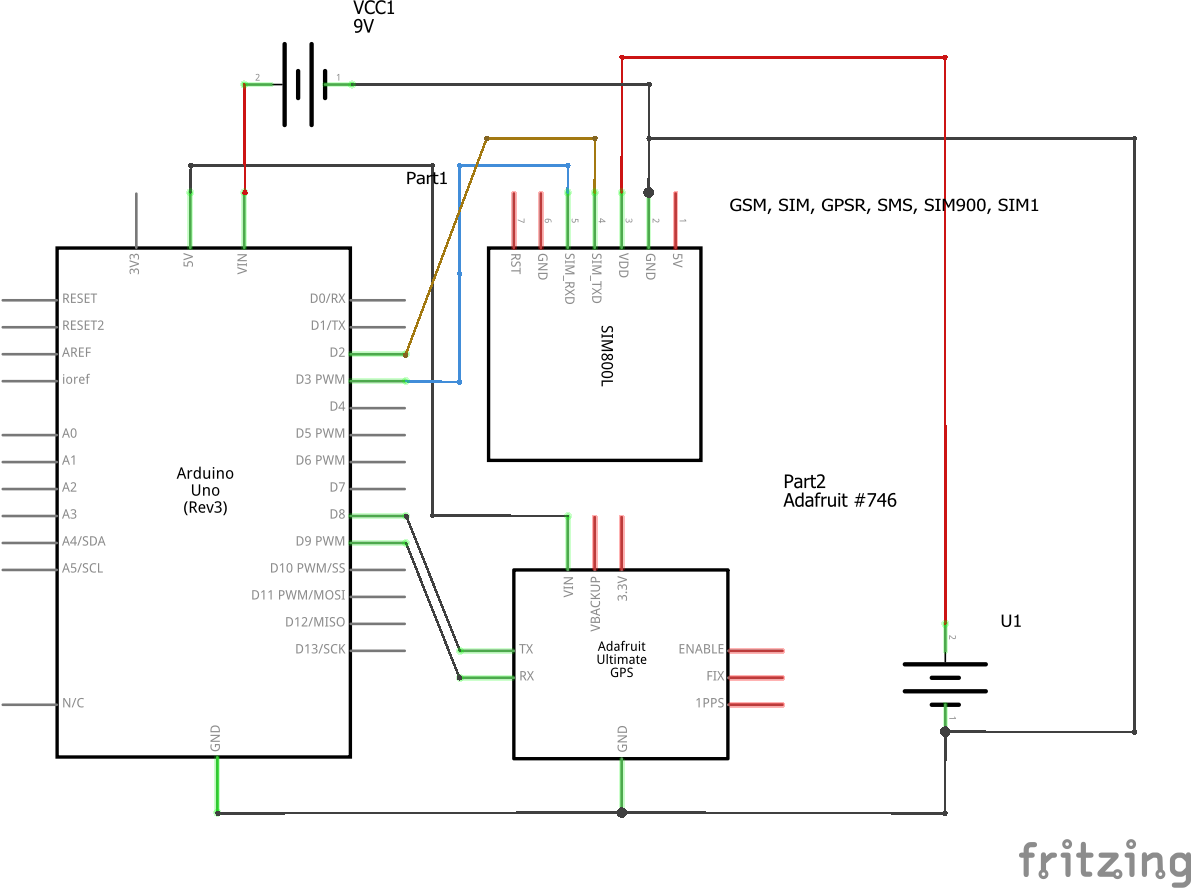 VCC1
9V
2
1
Part1
GSM, SIM, GPSR, SMS, SIM900, SIM1
7
6
5
4
3
2
1
3V3
5V
VIN
RST
GND
SIM_RXD
SIM_TXD
VDD
GND
5V
SIM800L
RESET
RESET2
AREF
ioref
A0
A1
A2
A3
A4/SDA
A5/SCL
N/C
Arduino
Uno
(Rev3)
D0/RX
D1/TX
D2
D3 PWM
D4
D5 PWM
D6 PWM
D7
D8
D9 PWM
D10 PWM/SS
D11 PWM/MOSI
D12/MISO
D13/SCK
GND
Part2
Adafruit #746
VIN
VBACKUP
3.3V
TX
RX
Adafruit
Ultimate
GPS
ENABLE
FIX
1PPS
GND
U1
2
1
fritzing